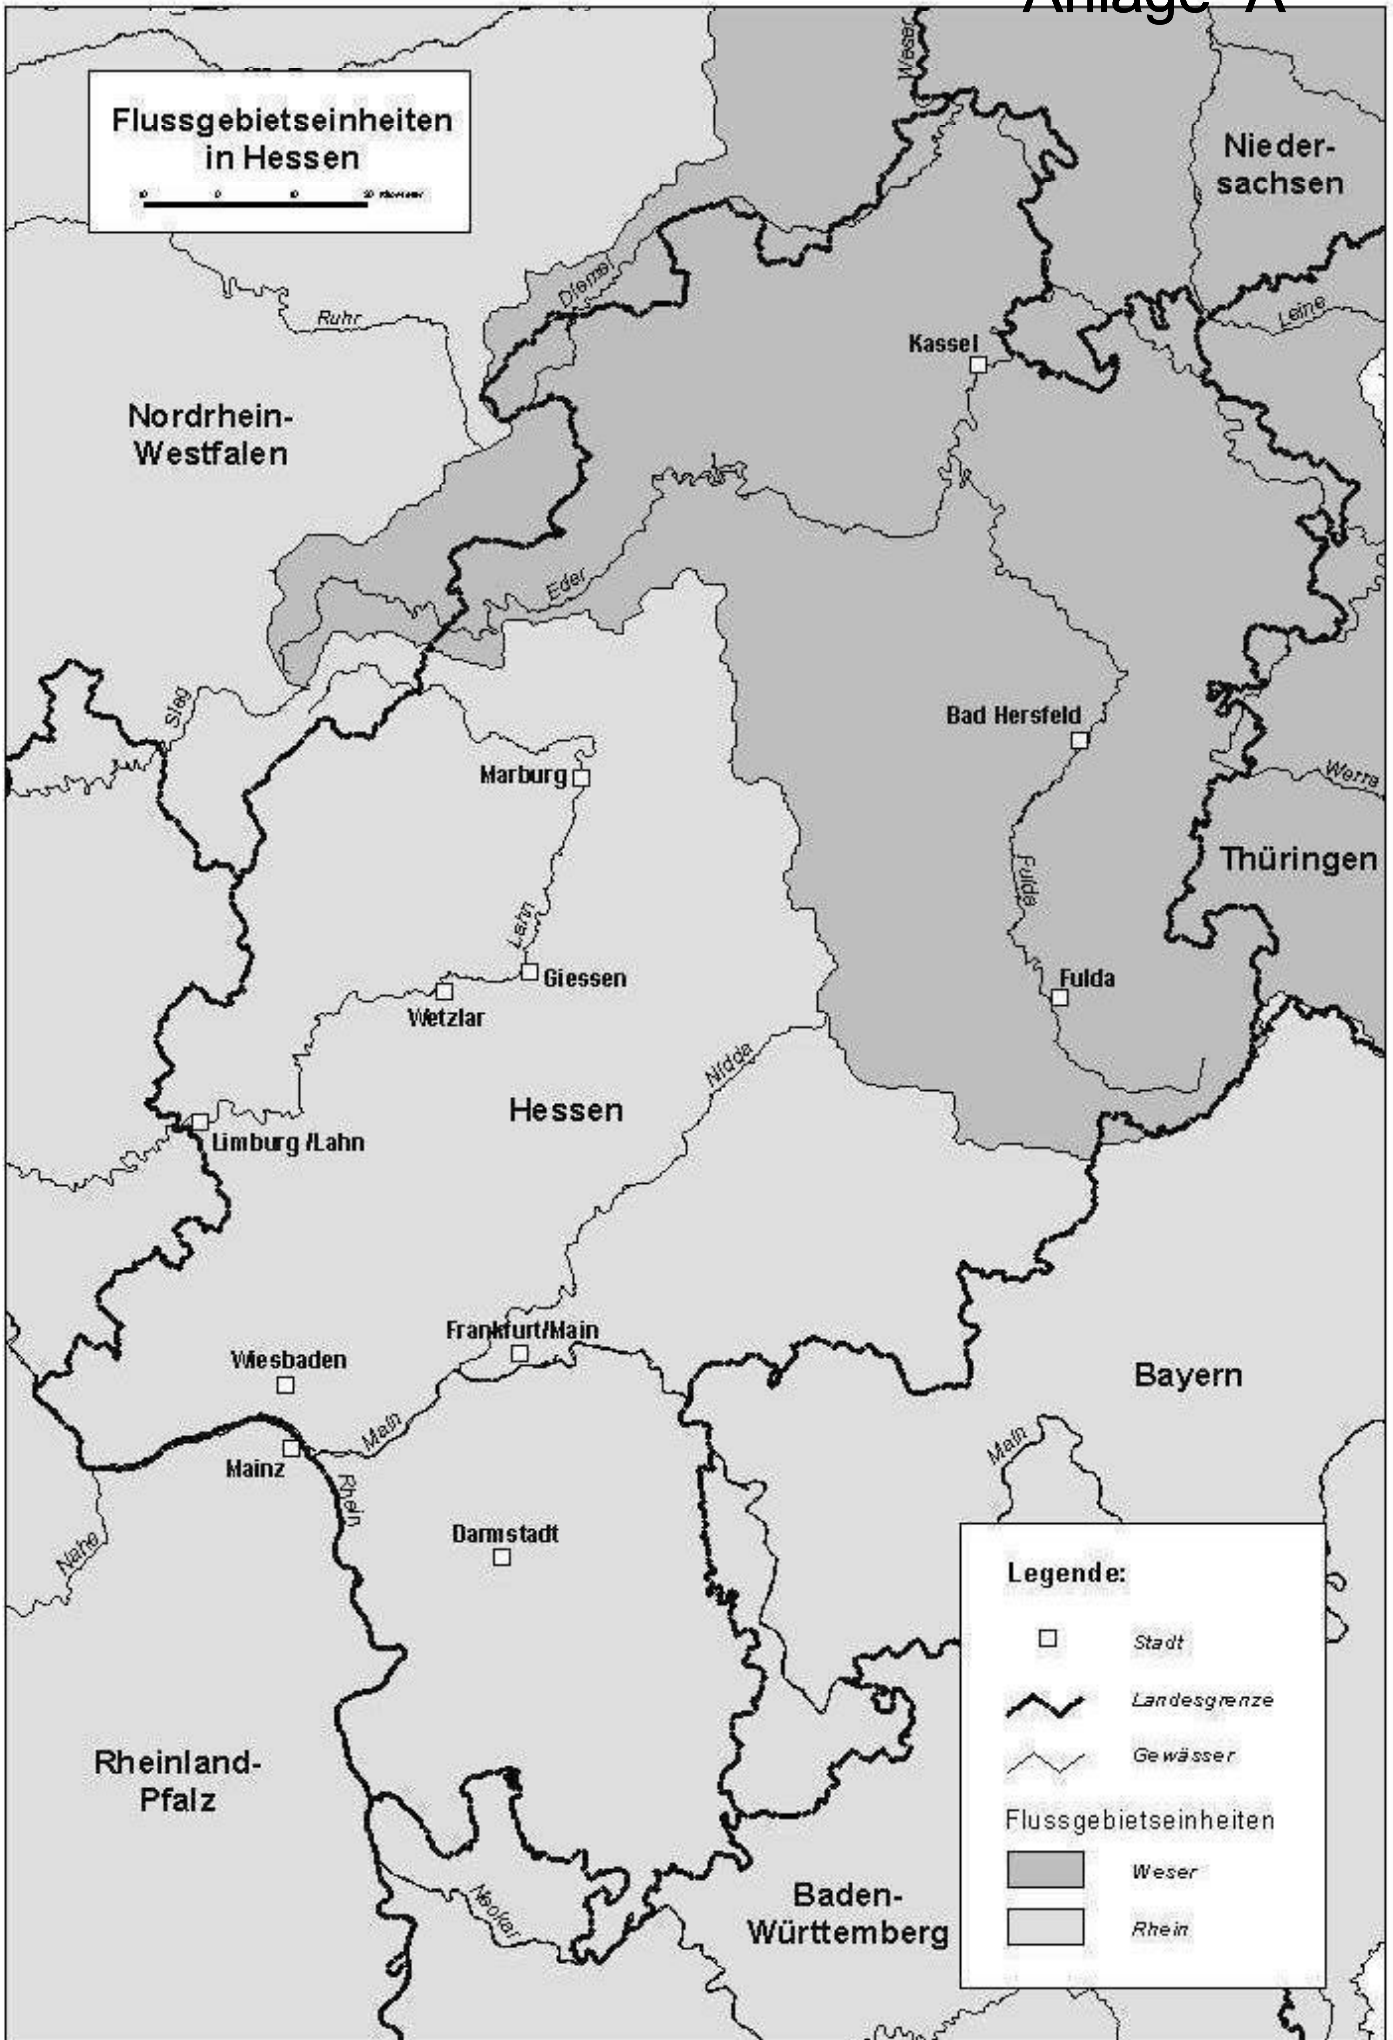 Anlage A
Weser
Flussgebietseinheiten
in Hessen
Nieder-
sachsen
Diemel
Ruhr
Leine
Kassel
Nordrhein-
Westfalen
Eder
Sieg
Bad Hersfeld
Marburg
Werra
Thüringen
Fulda
Lahn
Giessen
Fulda
Wetzlar
Nidda
Hessen
Limburg /Lahn
Frankfurt/Main
Wiesbaden
Bayern
Main
Main
Mainz
Rhein
Nahe
Darmstadt
Legende:
Stadt
Landesgrenze
Gewässer
Rheinland-
Pfalz
Flussgebietseinheiten
Weser
Neckar
Baden-
Württemberg
Rhein